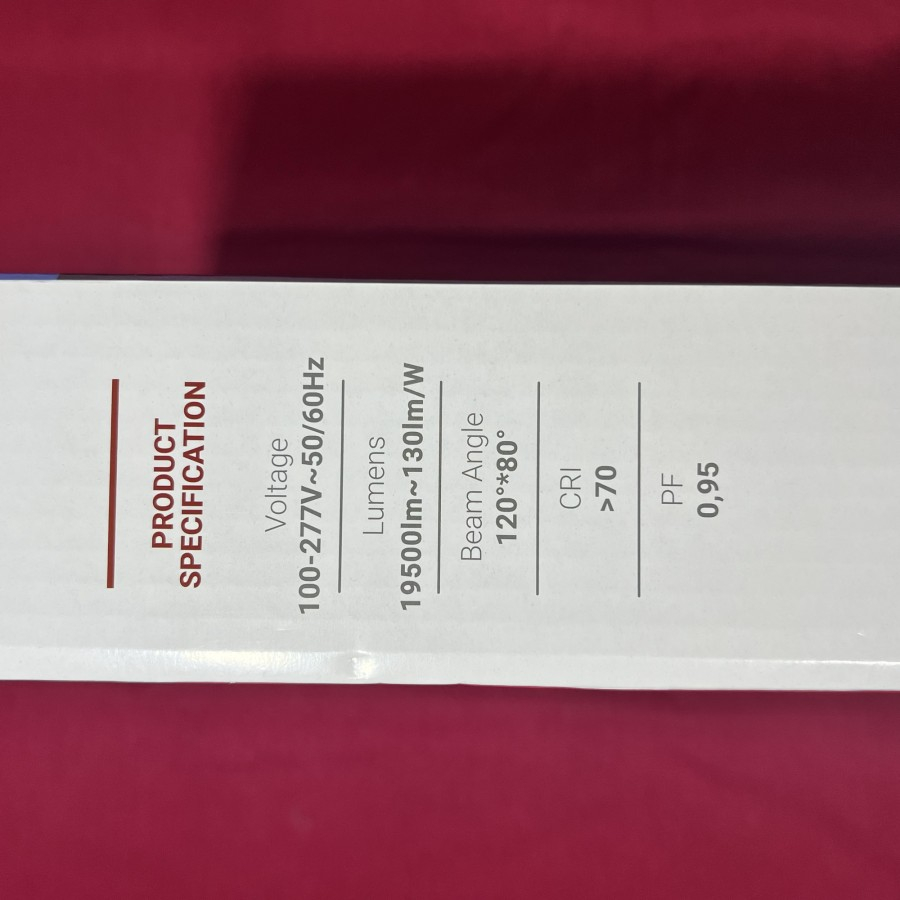 PRODUCT
SPECIFICATION
Voltage
100-277V~50/60Hz
Lumens
19500lm~130lm/W
Beam Angle
120°*80°
CRI
>70
PF
0,95